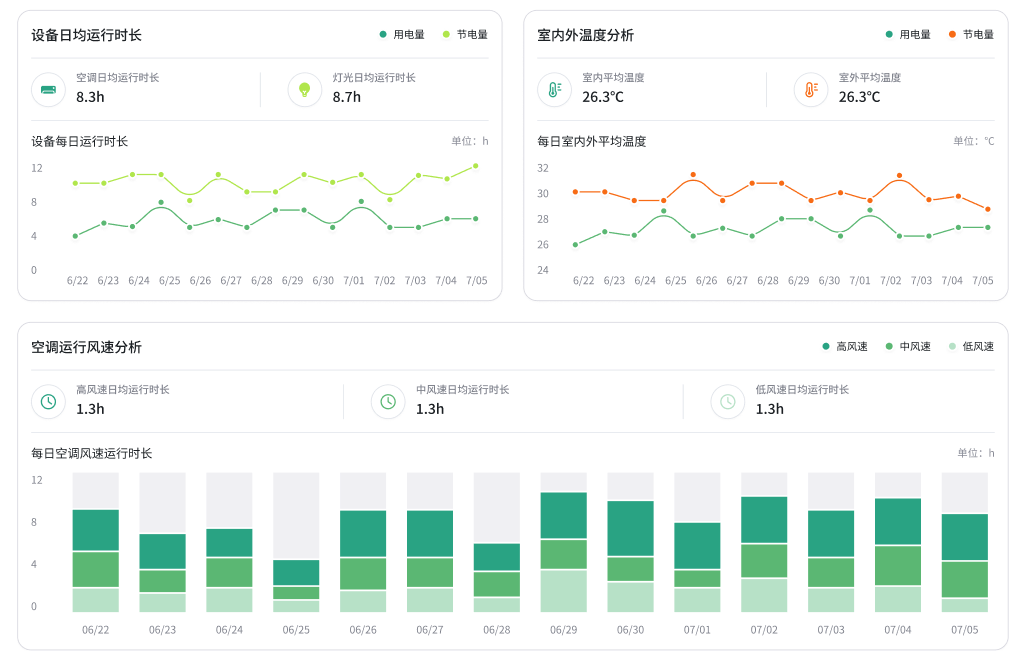 设备日均运行时长
用电量 节电量
空调日均运行时长
8.3h
灯光日均运行时长
8.7h
设备每日运行时长
单位：h
12
8
4
0
6/22 6/23 6/24 6/25 6/26 6/27 6/28 6/29 6/30 7/01 7/02 7/03 7/04 7/05
室内外温度分析
用电量 节电量
室内平均温度
26.3℃
室外平均温度
26.3℃
每日室内外平均温度
单位：℃
32
30
28
26
24
6/22 6/23 6/24 6/25 6/26 6/27 6/28 6/29 6/30 7/01 7/02 7/03 7/04 7/05
空调运行风速分析
高风速 中风速 低风速
高风速日均运行时长
1.3h
中风速日均运行时长
1.3h
低风速日均运行时长
1.3h
每日空调风速运行时长
单位：h
12
8
4
0
06/22 06/23 06/24 06/25 06/26 06/27 06/28 06/29 06/30 07/01 07/02 07/03 07/04 07/05